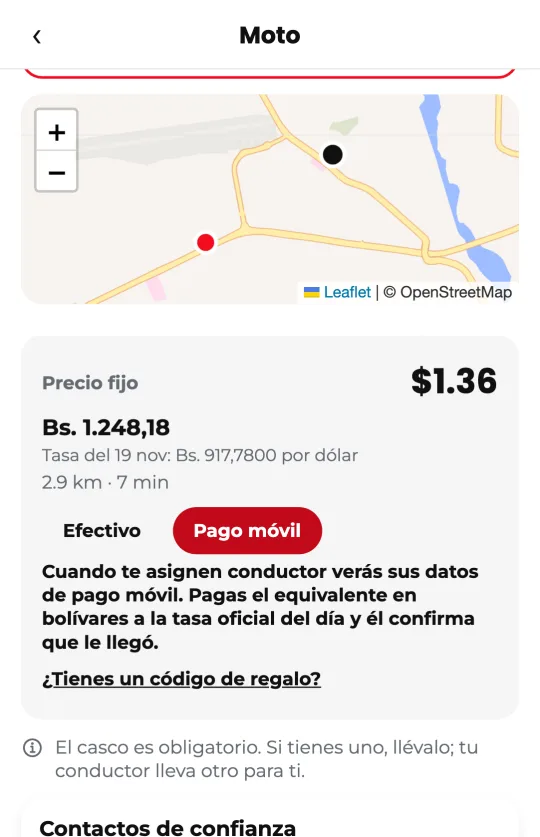 Moto
+
−
Leaflet | © OpenStreetMap
Precio fijo
$1.36
Bs. 1.248,18
Tasa del 19 nov: Bs. 917,7800 por dólar
2.9 km · 7 min
Efectivo
Pago móvil
Cuando te asignen conductor verás sus datos
de pago móvil. Pagas el equivalente en
bolívares a la tasa oficial del día y él confirma
que le llegó.
¿Tienes un código de regalo?
El casco es obligatorio. Si tienes uno, llévalo; tu
conductor lleva otro para ti.
Contactos de confianza